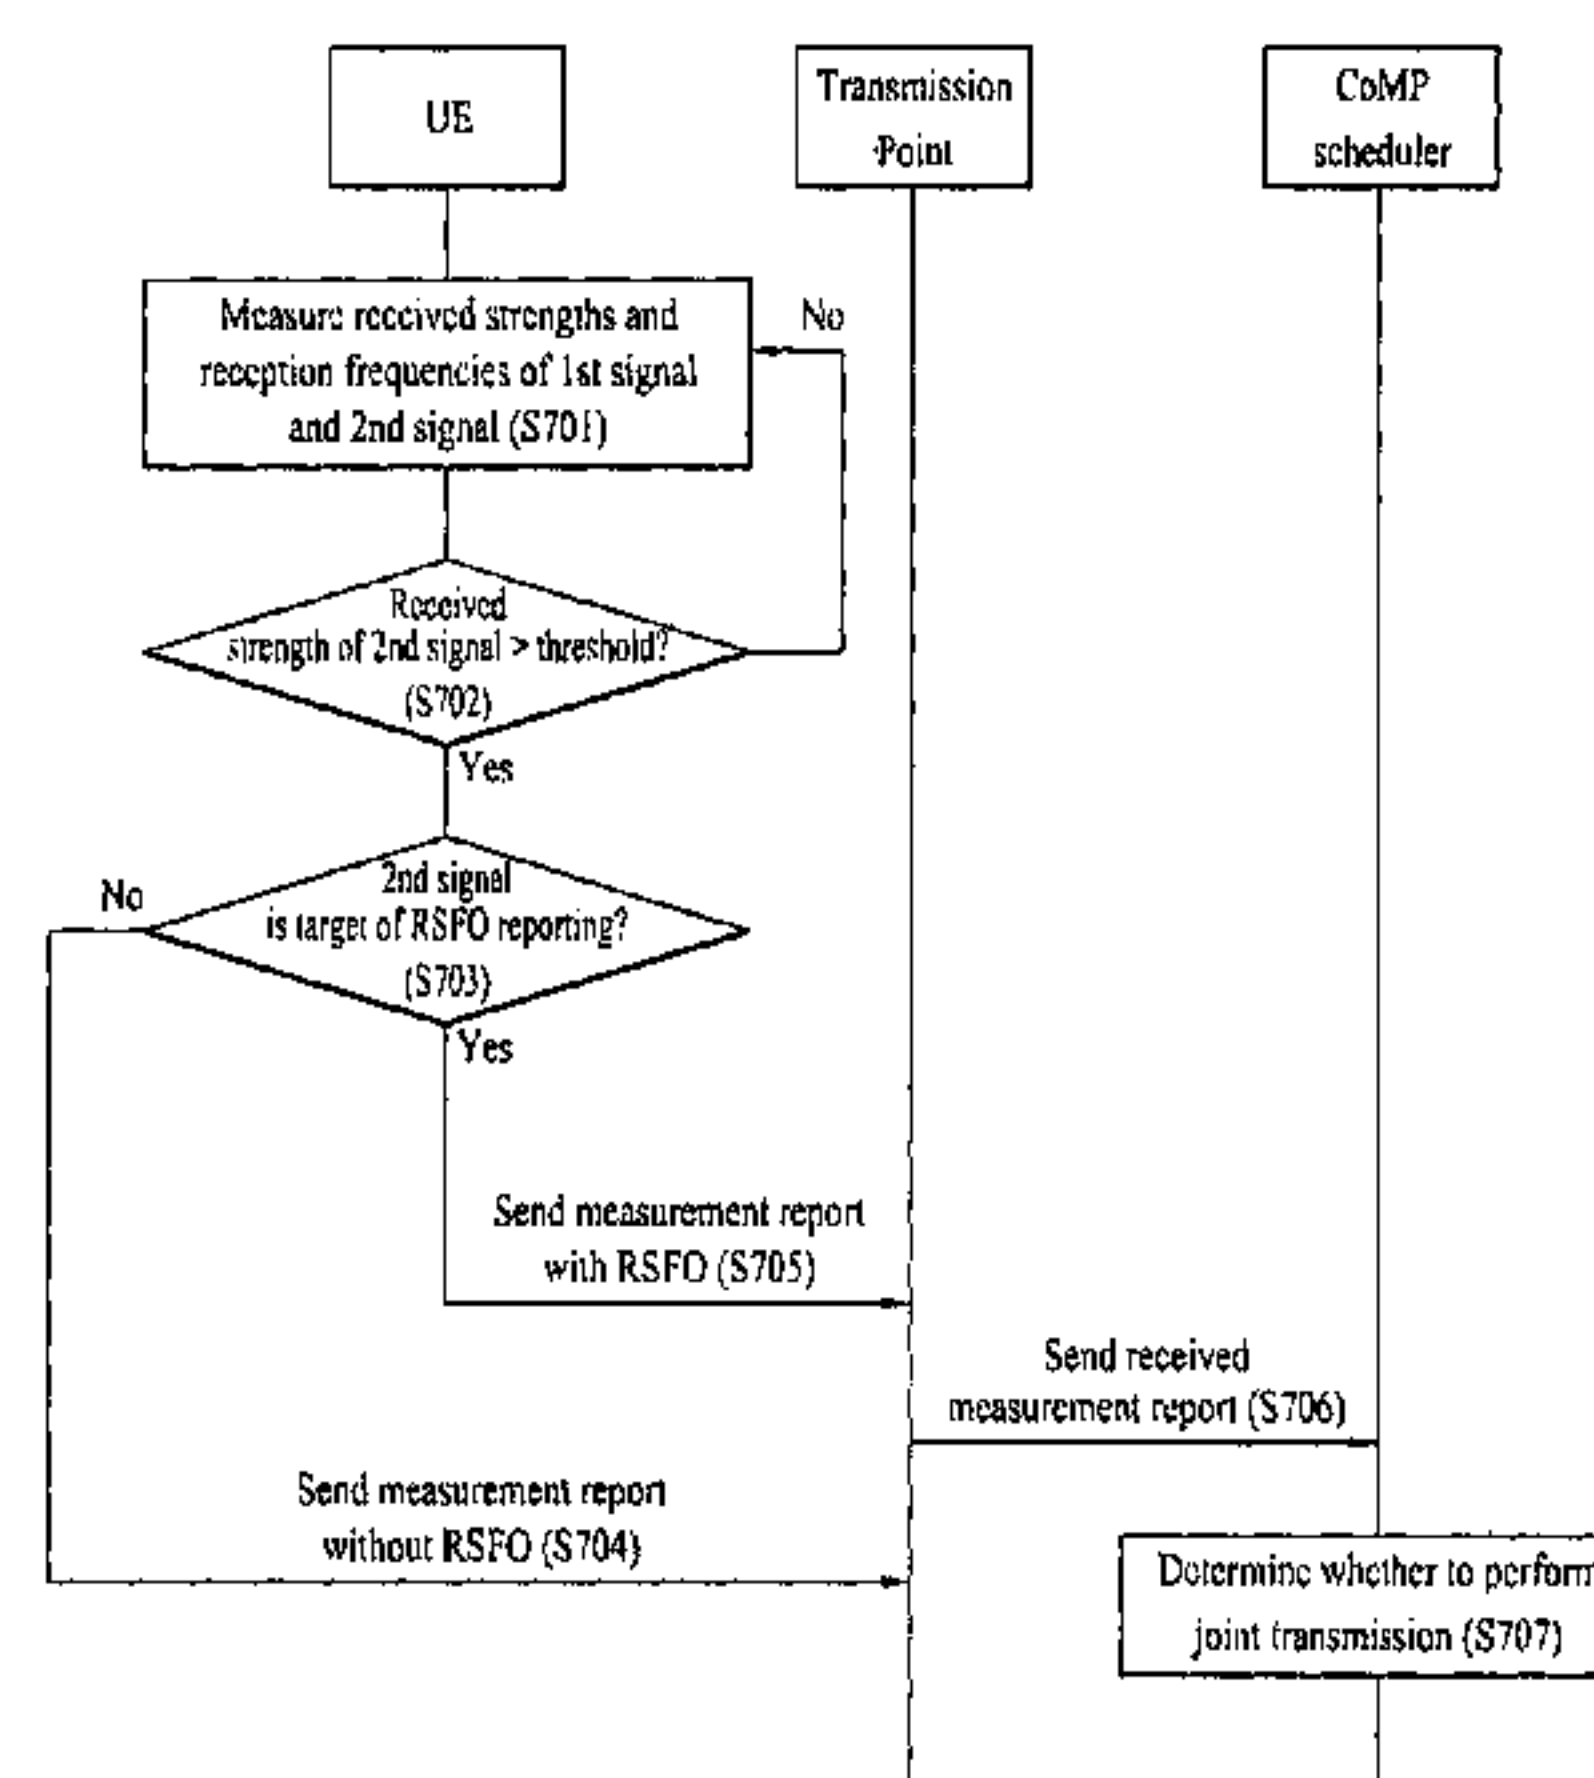 UE
Transmission
Point
CoMP
scheduler
Measure received strengths and
reception frequencies of 1st signal
and 2nd signal (S701)
No
Received
strength of 2nd signal > threshold?
(S702)
Yes
No
2nd signal
is target of RSFO reporting?
(S703)
Yes
Send measurement report
with RSFO (S705)
Send received
measurement report (S706)
Send measurement report
without RSFO (S704)
Determine whether to perform
joint transmission (S707)